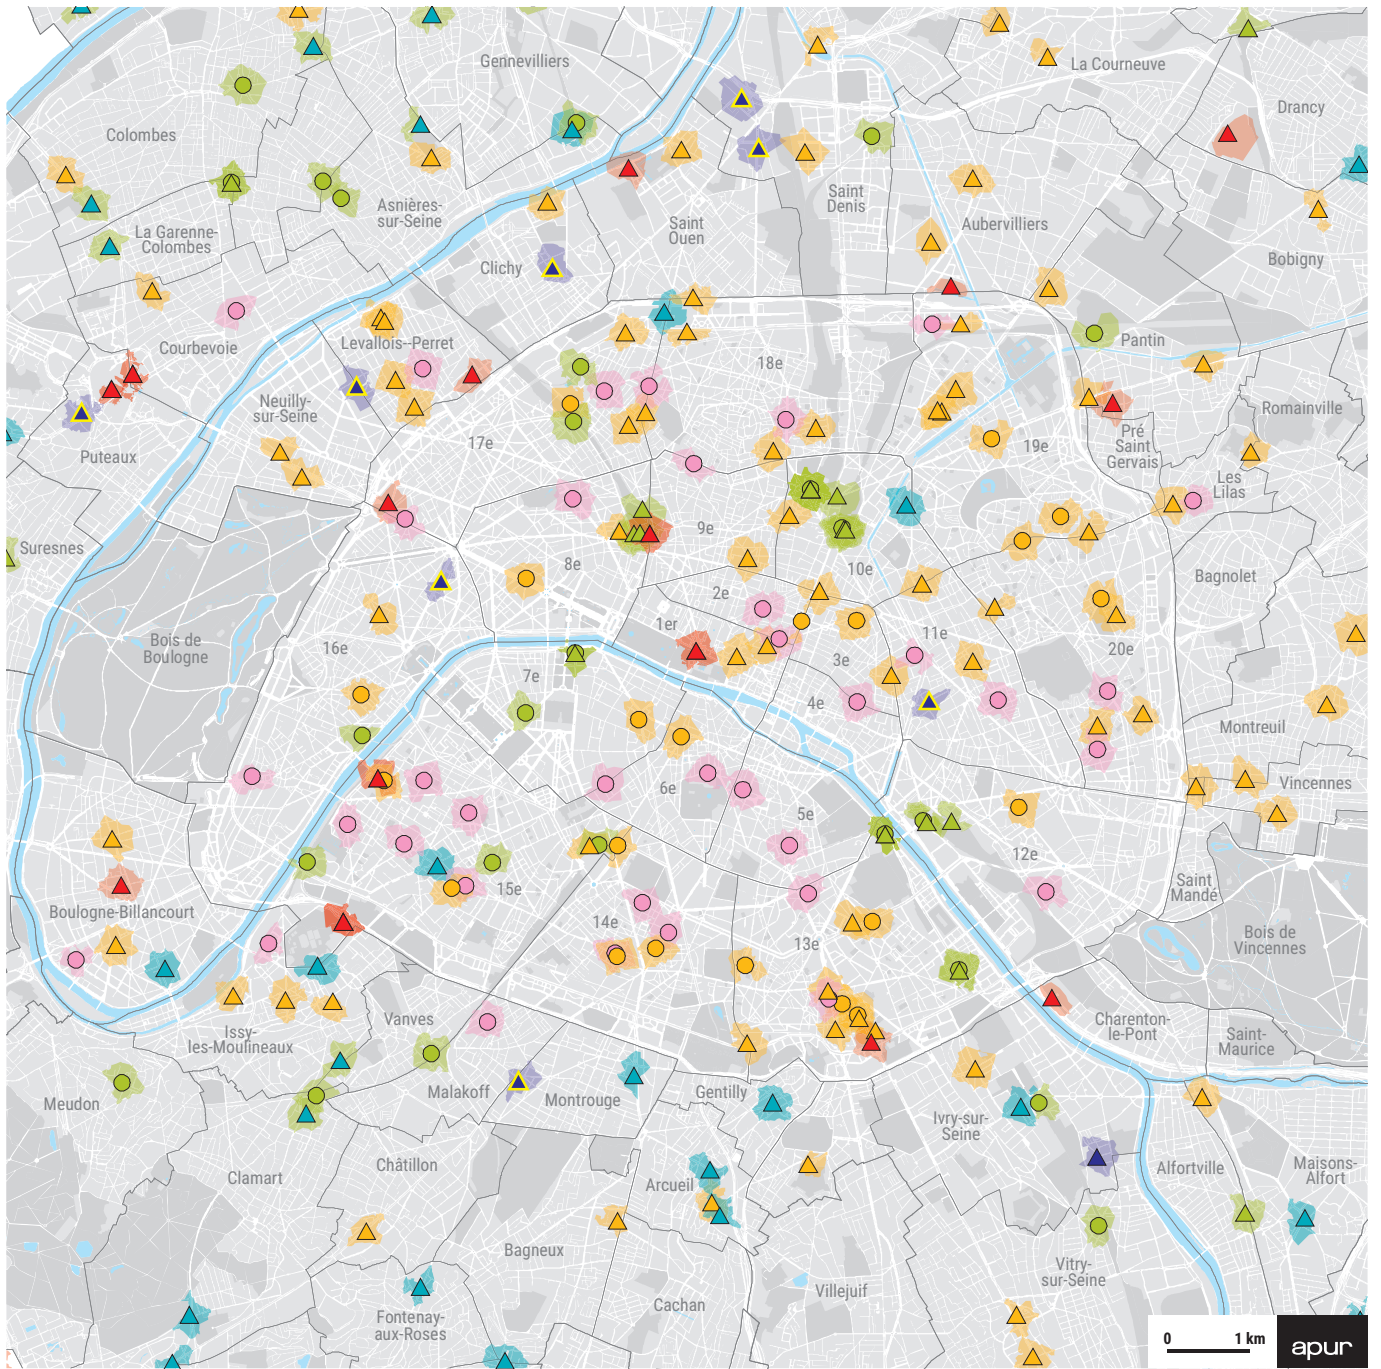 Gennevilliers
La Courneuve
Drancy
Colombes
Asnières-
sur-Seine
Saint
Denis
Aubervilliers
La Garenne-
Colombes
Saint
Ouen
Clichy
Bobigny
Courbevoie
Levallois--Perret
Pantin
18e
Neuilly-
sur-Seine
Romainville
17e
19e
Pré
Saint
Gervais
Puteaux
Les
Lilas
Suresnes
9e
8e
10e
Bagnolet
2e
1er
11e
Bois de
Boulogne
16e
20e
3e
7e
4e
Montreuil
6e
Vincennes
5e
12e
15e
Saint
Mandé
Boulogne-Billancourt
14e
13e
Bois de
Vincennes
Vanves
Issy-
les-Moulineaux
Charenton-
le-Pont
Saint-
Maurice
Malakoff
Montrouge
Gentilly
Meudon
Ivry-sur-
Seine
Châtillon
Clamart
Arcueil
Alfortville
Maisons-
Alfort
Bagneux
Vitry-
sur-Seine
Villejuif
Cachan
Fontenay-
aux-Roses
0 1 km
apur